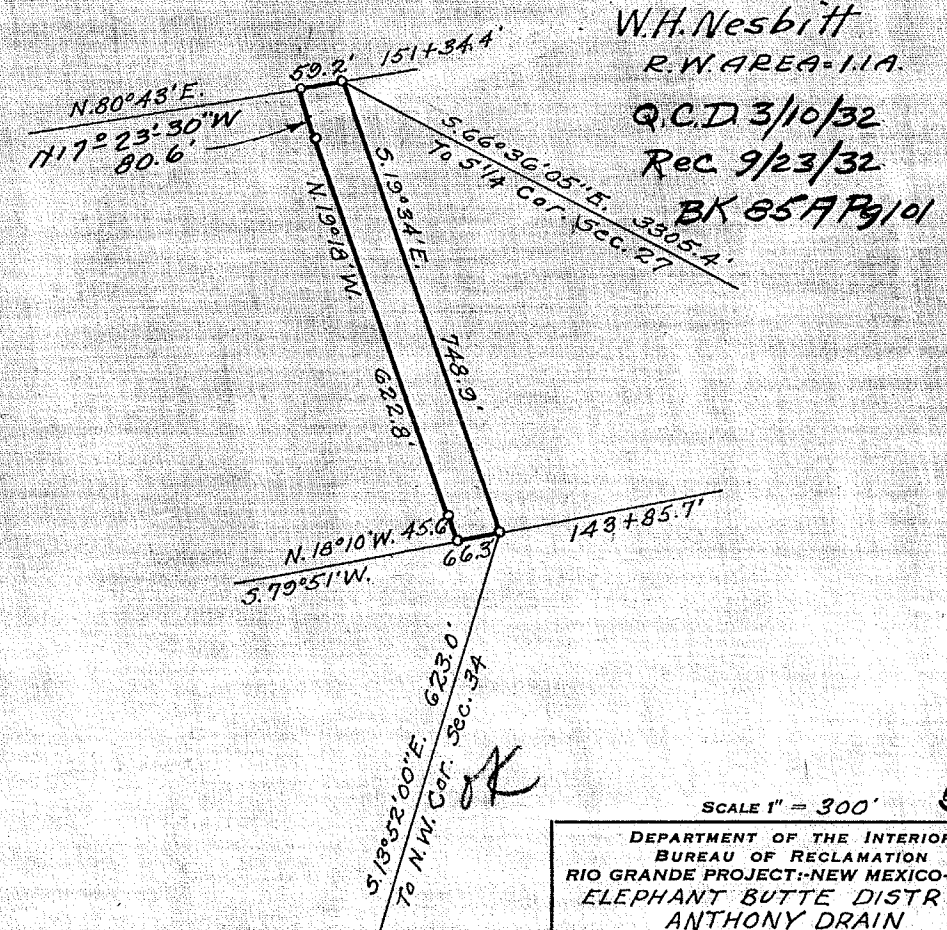 W.H. Nesbitt
R.W. AREA = 1.1A.
Q.C.D. 3/10/32
Rec 9/23/32
BK 85A Pg 101
59.2'
151+34.4'
N.80°43'E.
N17°23'30"W
80.6'
S.66°36'05"E. 3305.4'
To S¼ Cor. Sec. 27
N.19°18'W. 622.8'
S.19°34'E. 748.9'
N.18°10'W. 45.6
66.3'
143+85.7'
S.79°51'W.
S.13°52'00"E. 623.0'
To N.W. Cor. Sec. 34
OK
SCALE 1" = 300'
DEPARTMENT OF THE INTERIOR
BUREAU OF RECLAMATION
RIO GRANDE PROJECT:-NEW MEXICO-
ELEPHANT BUTTE DISTR
ANTHONY DRAIN